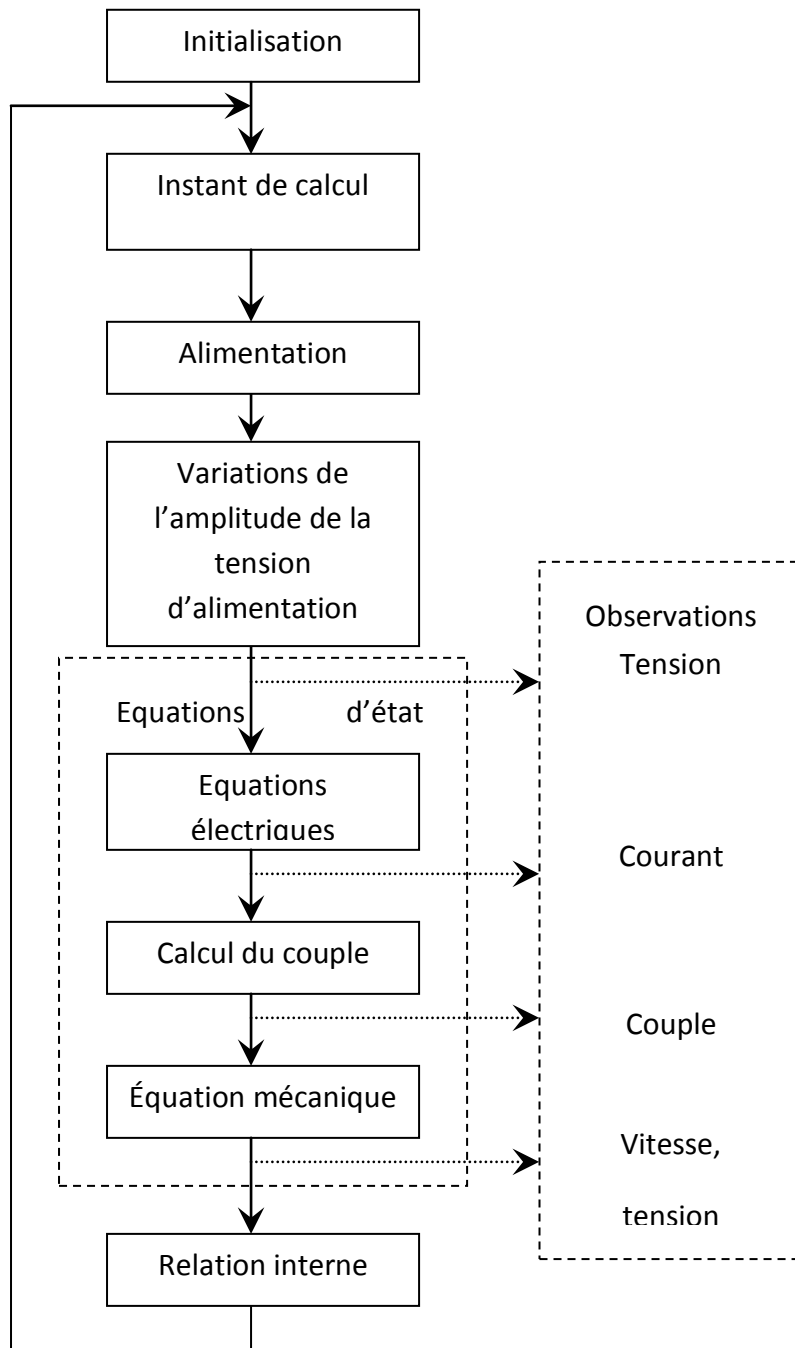 Initialisation
Instant de calcul
Alimentation
Variations de
l’amplitude de la
tension
d’alimentation
Equations d’état
Equations
électriques
Calcul du couple
Équation mécanique
Relation interne
Observations
Tension
Courant
Couple
Vitesse,
tension